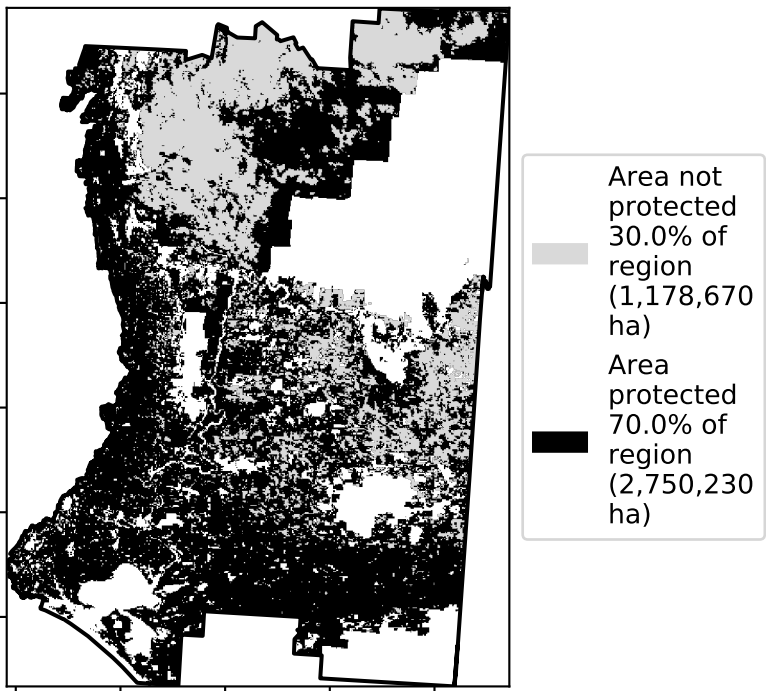 Area not
protected
30.0% of
region
(1,178,670
ha)
Area
protected
70.0% of
region
(2,750,230
ha)